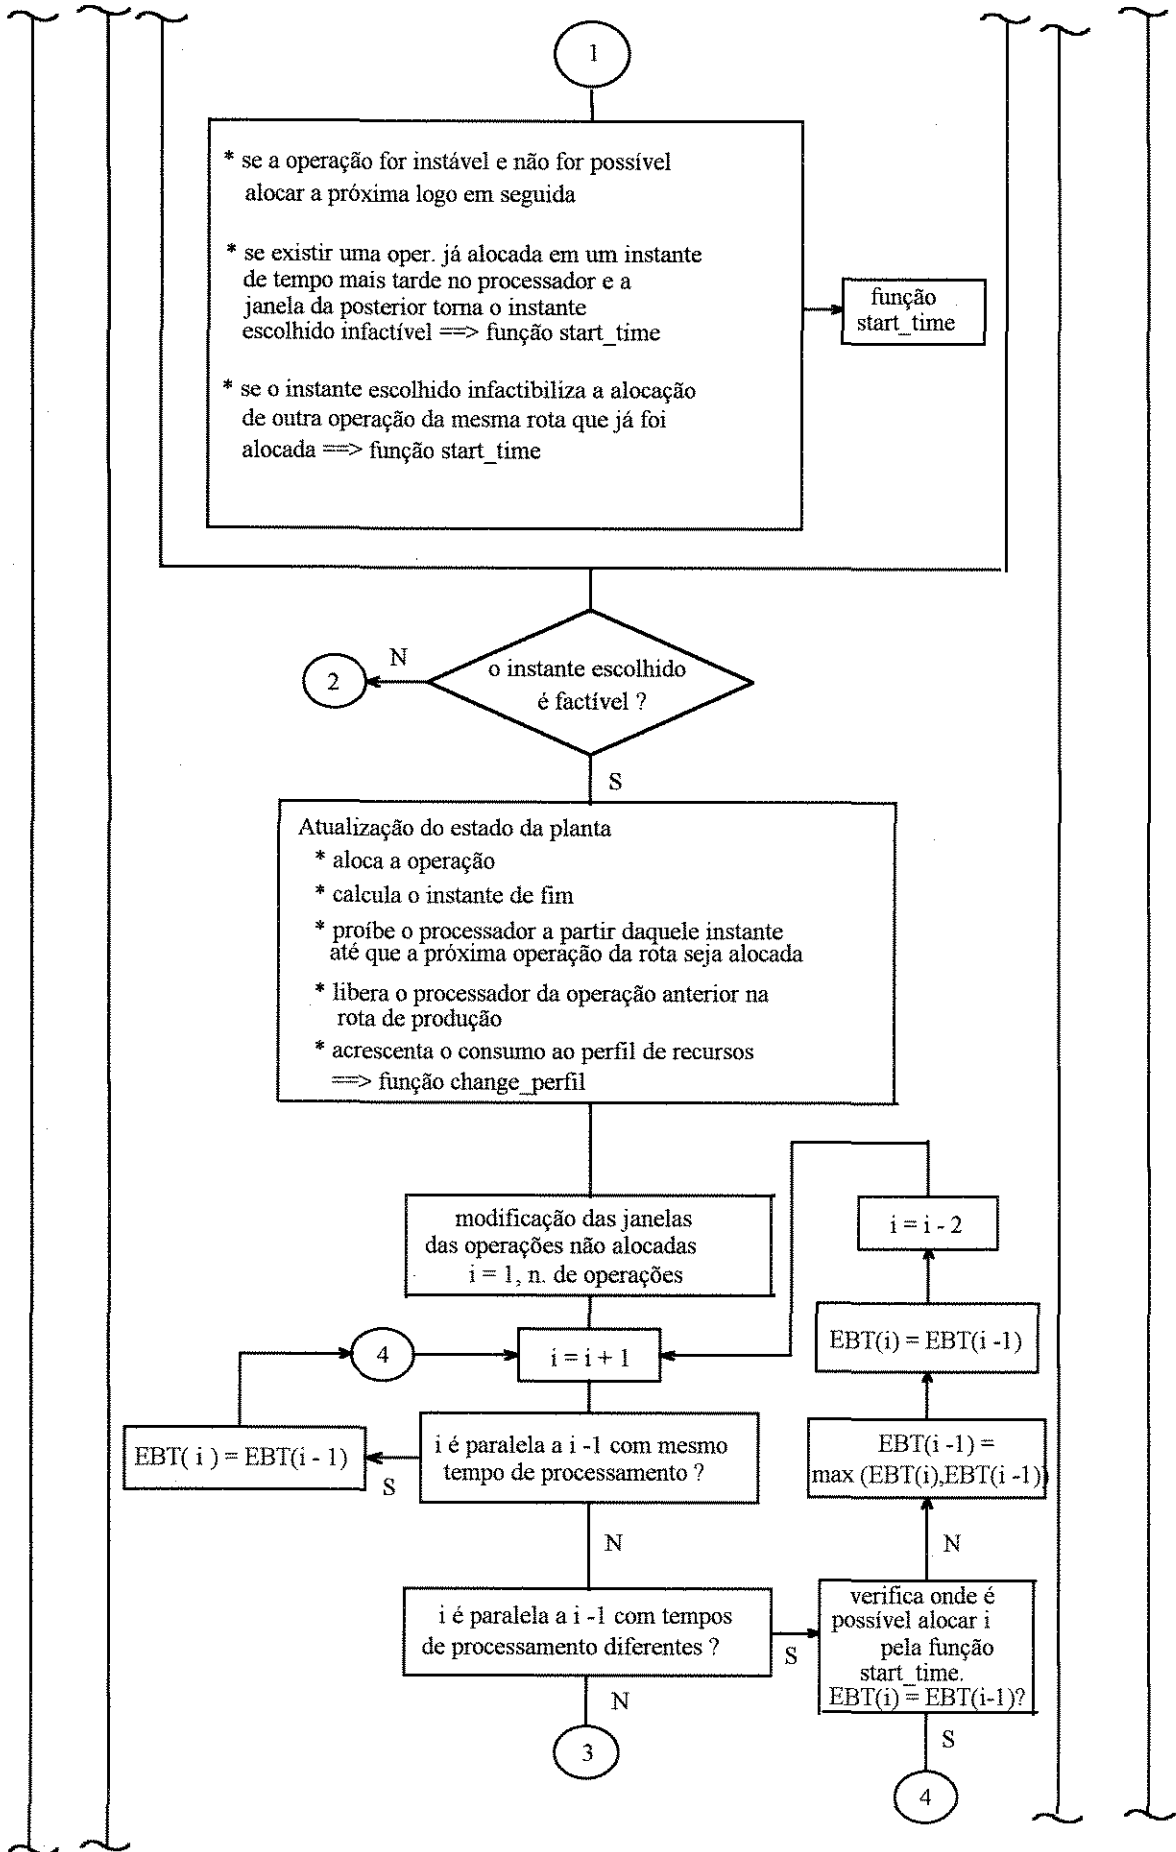 1
* se a operação for instável e não for possível
alocar a próxima logo em seguida
* se existir uma oper. já alocada em um instante
de tempo mais tarde no processador e a
janela da posterior torna o instante
escolhido infactível ==> função start_time
* se o instante escolhido infactibiliza a alocação
de outra operação da mesma rota que já foi
alocada ==> função start_time
função
start_time
o instante escolhido
é factível ?
N
2
S
Atualização do estado da planta
* aloca a operação
* calcula o instante de fim
* proíbe o processador a partir daquele instante
até que a próxima operação da rota seja alocada
* libera o processador da operação anterior na
rota de produção
* acrescenta o consumo ao perfil de recursos
==> função change_perfil
modificação das janelas
das operações não alocadas
i = 1, n. de operações
i = i - 2
EBT(i) = EBT(i -1)
4
i = i + 1
EBT( i ) = EBT(i - 1)
S
i é paralela a i -1 com mesmo
tempo de processamento ?
EBT(i -1) =
max (EBT(i),EBT(i -1))
N
N
i é paralela a i -1 com tempos
de processamento diferentes ?
S
verifica onde é
possível alocar i
pela função
start_time.
EBT(i) = EBT(i-1)?
N
3
S
4